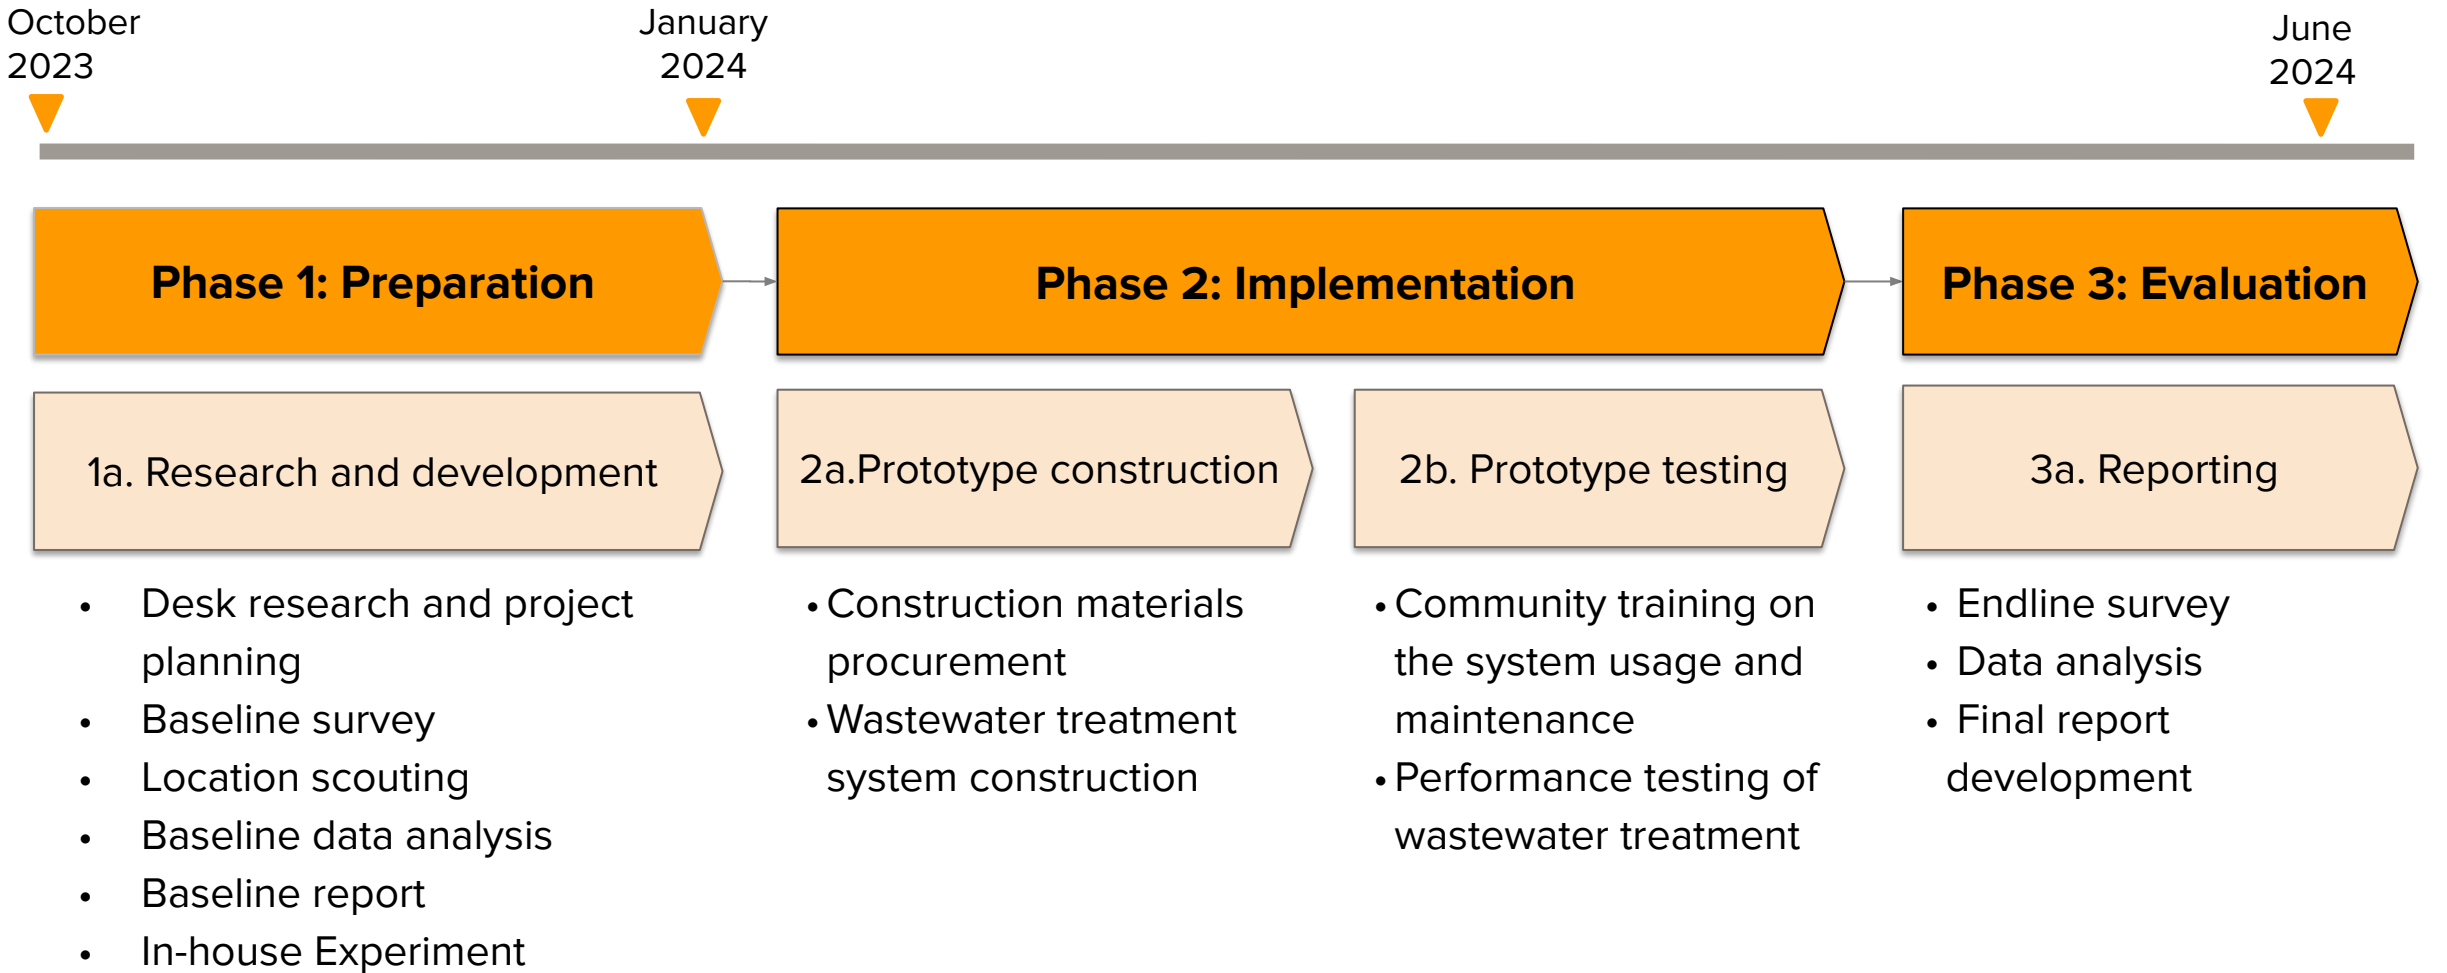 October
2023
January
2024
June
2024
Phase 1: Preparation
Phase 2: Implementation
Phase 3: Evaluation
1a. Research and development
2a.Prototype construction
2b. Prototype testing
3a. Reporting
• Desk research and project
planning
• Baseline survey
• Location scouting
• Baseline data analysis
• Baseline report
• In-house Experiment
• Construction materials
procurement
• Wastewater treatment
system construction
• Community training on
the system usage and
maintenance
• Performance testing of
wastewater treatment
• Endline survey
• Data analysis
• Final report
development